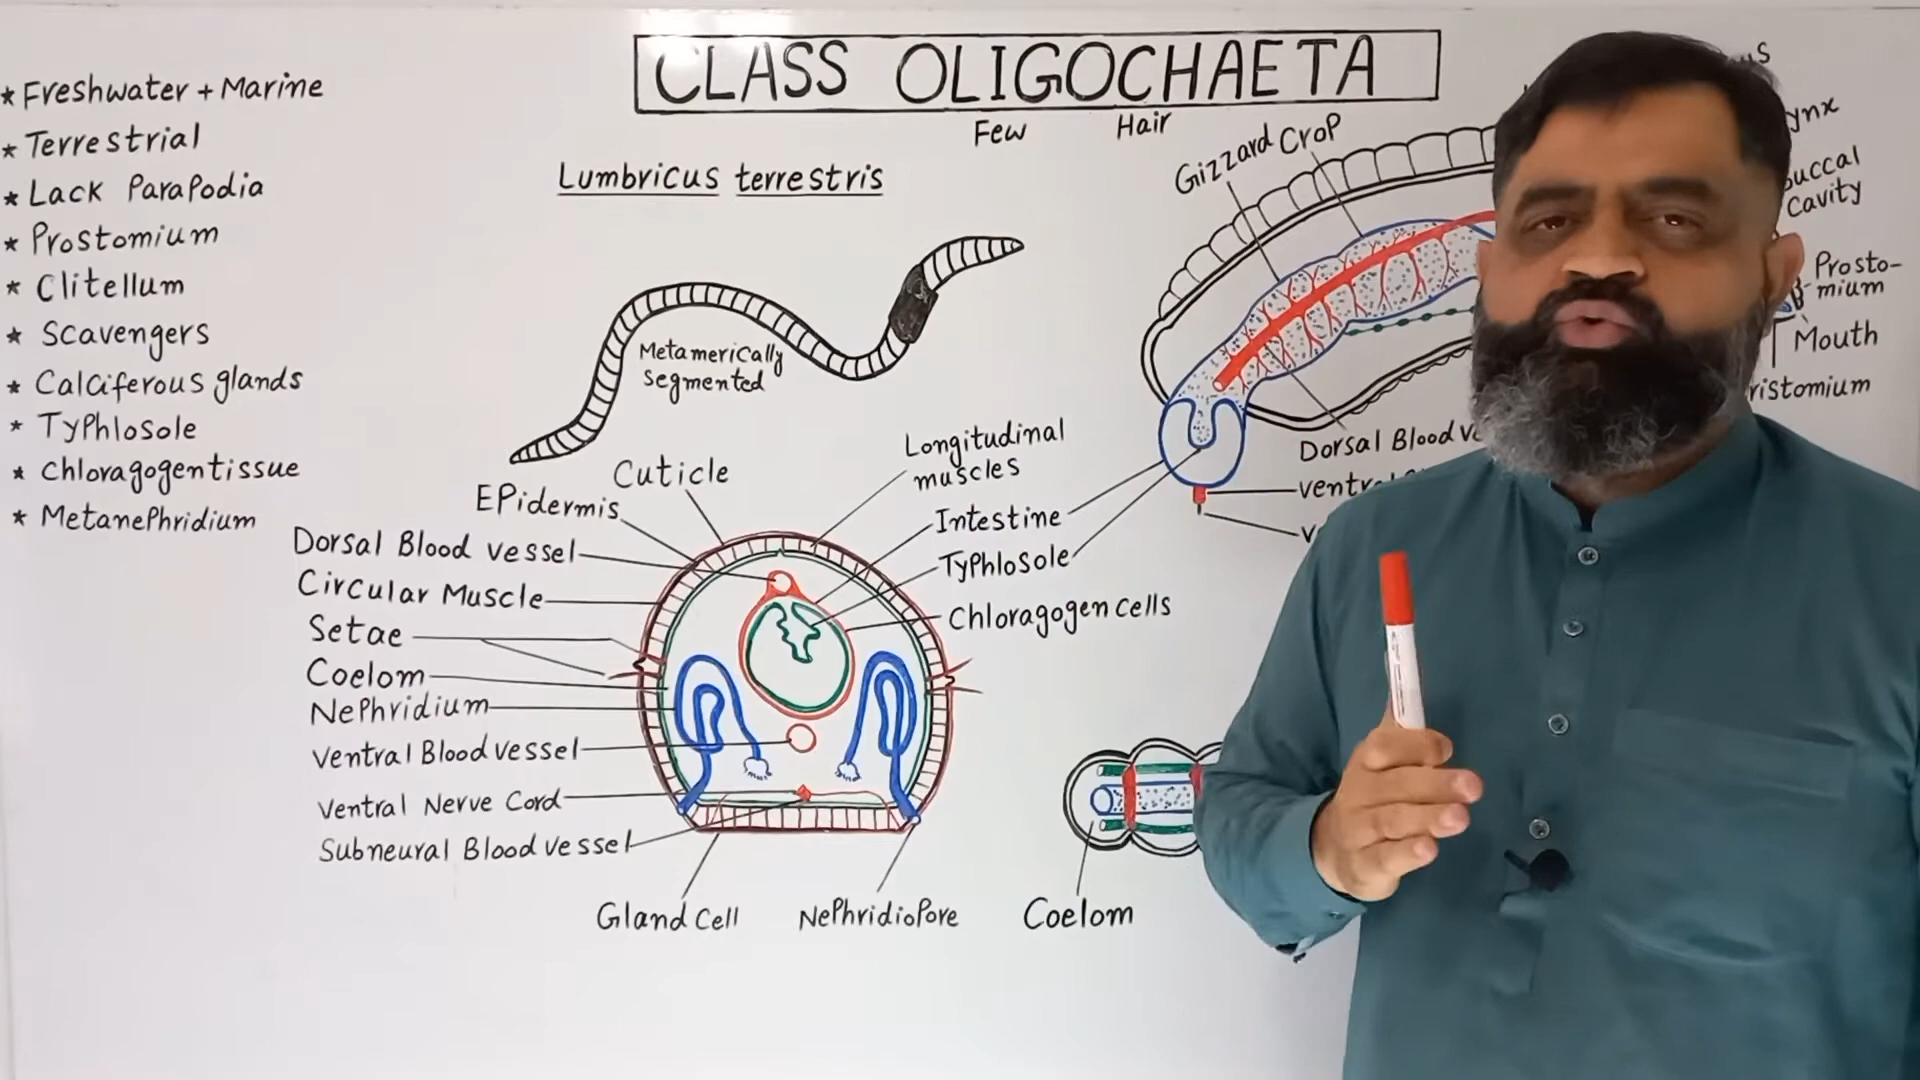 CLASS OLIGOCHAETA
Few Hair
* Freshwater + Marine
* Terrestrial
* Lack Parapodia
* Prostomium
* Clitellum
* Scavengers
* Calciferous glands
* Typhlosole
* Chloragogen tissue
* Metanephridium
Lumbricus terrestris
Metamerically
segmented
Cuticle
Epidermis
Dorsal Blood vessel
Circular Muscle
Setae
Coelom
Nephridium
Ventral Blood vessel
Ventral Nerve Cord
Subneural Blood vessel
Gland Cell
Nephridiopore
Longitudinal
muscles
Intestine
Typhlosole
Chloragogen cells
Gizzard
Crop
Cavity
Prosto-
mium
Mouth
Dorsal Blood
Coelom